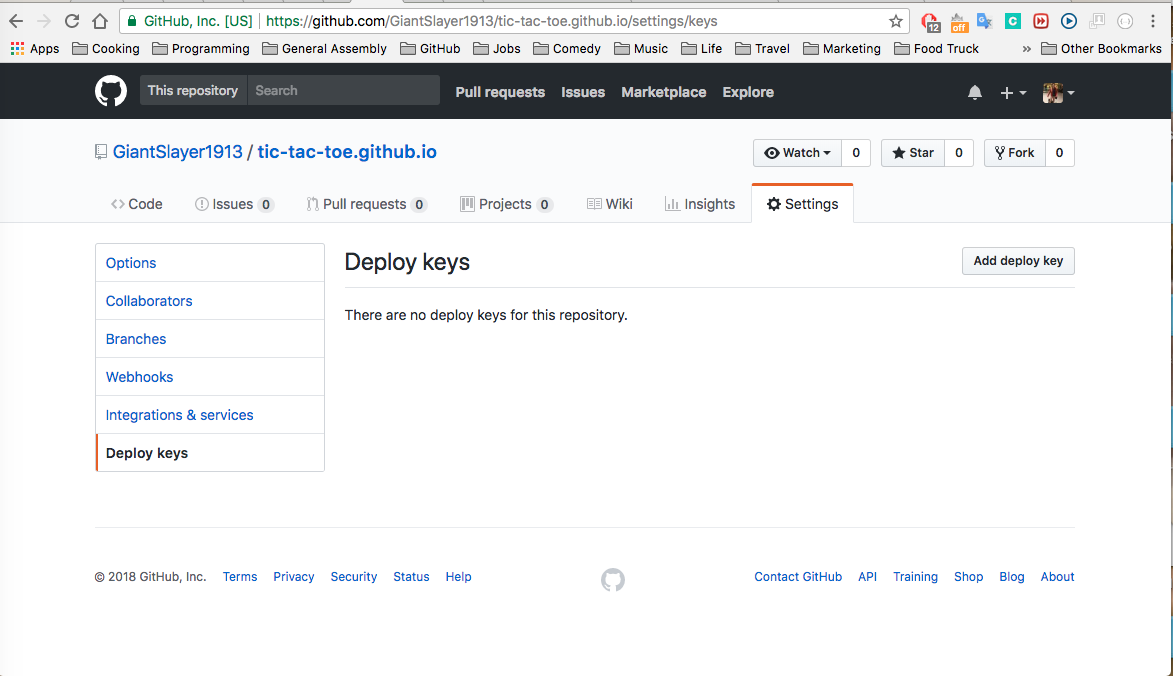 GitHub, Inc. [US] https://github.com/GiantSlayer1913/tic-tac-toe.github.io/settings/keys 12 off C
Apps Cooking Programming General Assembly GitHub Jobs Comedy Music Life Travel Marketing Food Truck » Other Bookmarks
This repository Search Pull requests Issues Marketplace Explore
GiantSlayer1913 / tic-tac-toe.github.io Watch 0 Star 0 Fork 0
Code Issues 0 Pull requests 0 Projects 0 Wiki Insights Settings
Options
Collaborators
Branches
Webhooks
Integrations & services
Deploy keys
Deploy keys Add deploy key
There are no deploy keys for this repository.
© 2018 GitHub, Inc. Terms Privacy Security Status Help Contact GitHub API Training Shop Blog About